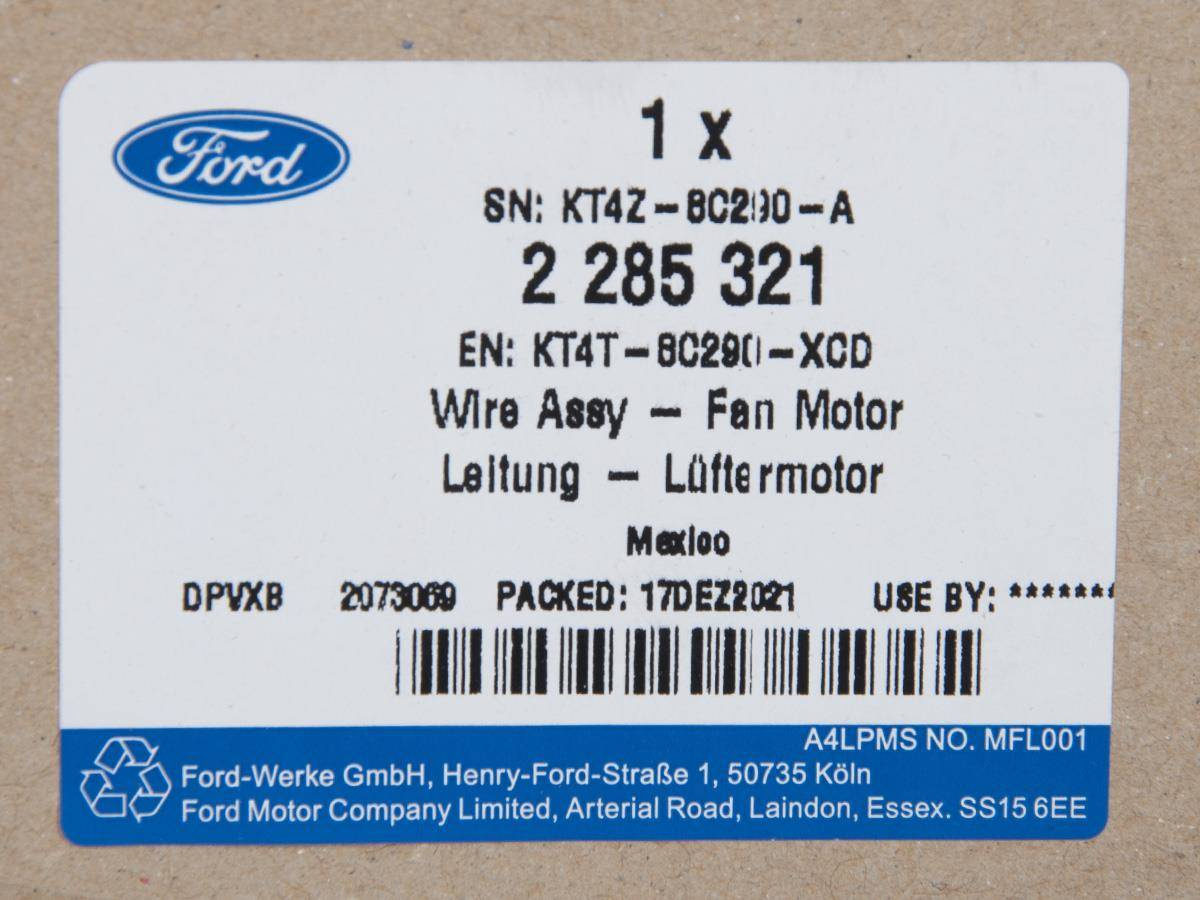 Ford
1 x
SN: KT4Z-8C290-A
2 285 321
EN: KT4T-8C290-XCD
Wire Assy - Fan Motor
Leitung - Lüftermotor
Mexico
DPVXB 2073069 PACKED: 17DEZ2021 USE BY: *******
A4LPMS NO. MFL001
Ford-Werke GmbH, Henry-Ford-Straße 1, 50735 Köln
Ford Motor Company Limited, Arterial Road, Laindon, Essex. SS15 6EE